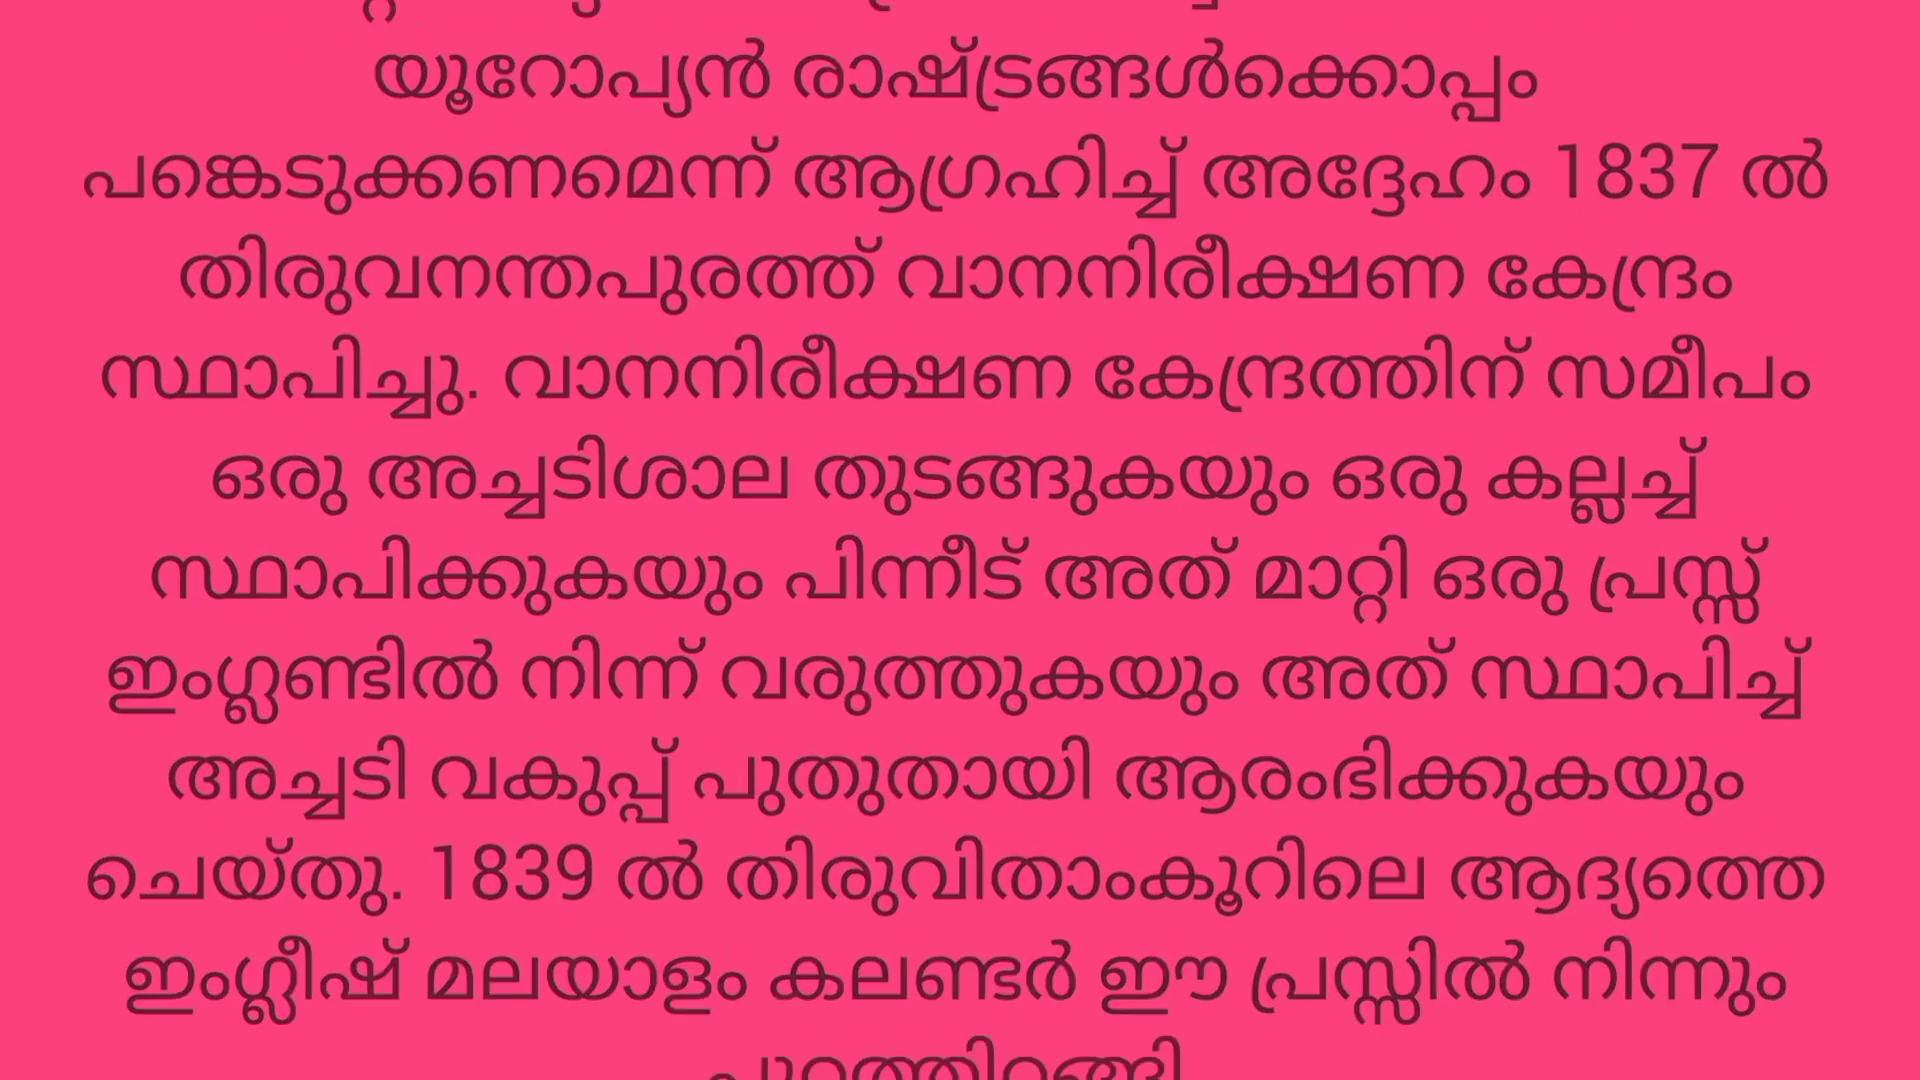 യൂറോപ്യൻ രാഷ്ട്രങ്ങൾക്കൊപ്പം
പങ്കെടുക്കണമെന്ന് ആഗ്രഹിച്ച് അദ്ദേഹം 1837 ൽ
തിരുവനന്തപുരത്ത് വാനനിരീക്ഷണ കേന്ദ്രം
സ്ഥാപിച്ചു. വാനനിരീക്ഷണ കേന്ദ്രത്തിന് സമീപം
ഒരു അച്ചടിശാല തുടങ്ങുകയും ഒരു കല്ലച്ച്
സ്ഥാപിക്കുകയും പിന്നീട് അത് മാറ്റി ഒരു പ്രസ്സ്
ഇംഗ്ലണ്ടിൽ നിന്ന് വരുത്തുകയും അത് സ്ഥാപിച്ച്
അച്ചടി വകുപ്പ് പുതുതായി ആരംഭിക്കുകയും
ചെയ്തു. 1839 ൽ തിരുവിതാംകൂറിലെ ആദ്യത്തെ
ഇംഗ്ലീഷ് മലയാളം കലണ്ടർ ഈ പ്രസ്സിൽ നിന്നും
പുറത്തിറങ്ങി